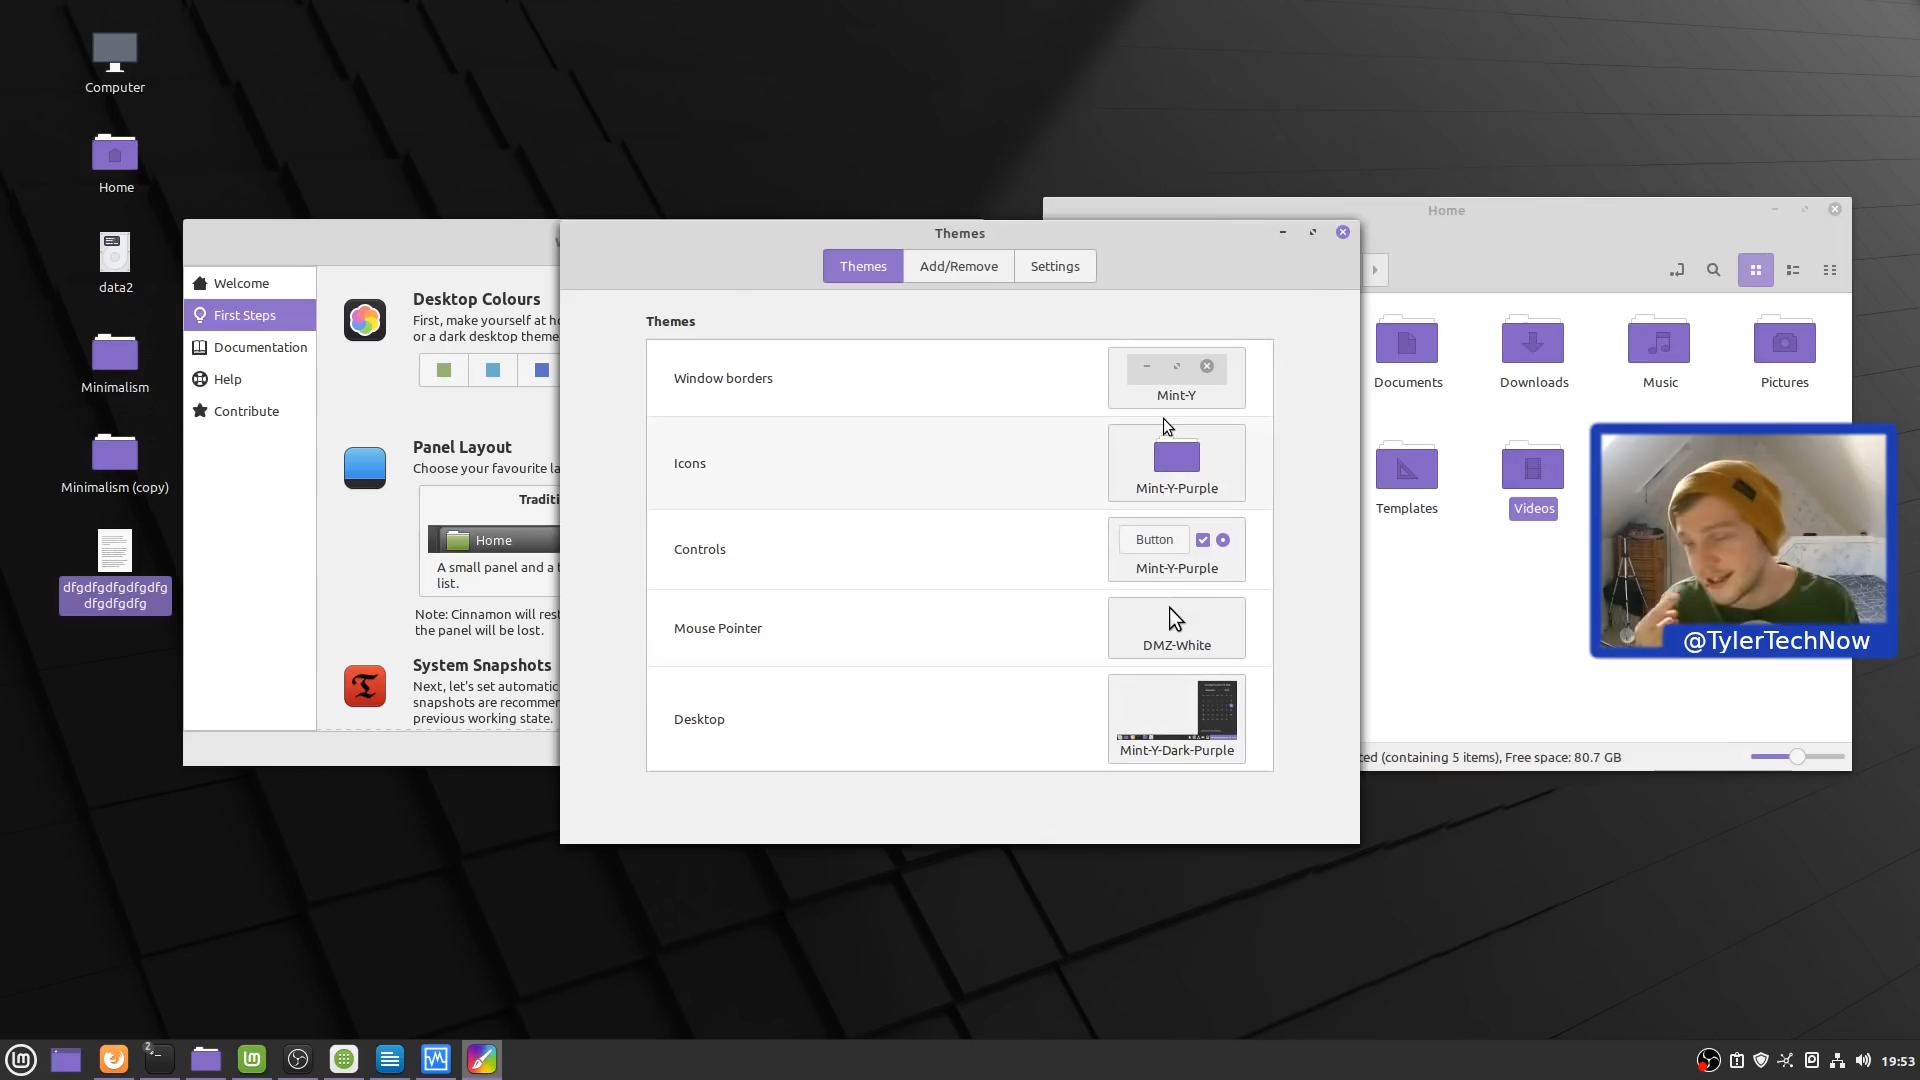 Computer
Home
data2
Minimalism
Minimalism (copy)
dfgdfgdfgdfgdfg
dfgdfgdfg
Welcome
First Steps
Documentation
Help
Contribute
Desktop Colours
First, make yourself at h
or a dark desktop theme
Panel Layout
Choose your favourite la
Traditi
Home
A small panel and a t
list.
Note: Cinnamon will rest
the panel will be lost.
System Snapshots
Next, let's set automatic
snapshots are recommer
previous working state.
Themes
Themes
Add/Remove
Settings
Themes
Window borders
Mint-Y
Icons
Mint-Y-Purple
Controls
Button
Mint-Y-Purple
Mouse Pointer
DMZ-White
Desktop
Mint-Y-Dark-Purple
Home
Documents
Downloads
Music
Pictures
Templates
Videos
ted (containing 5 items), Free space: 80.7 GB
@TylerTechNow
2
19:53